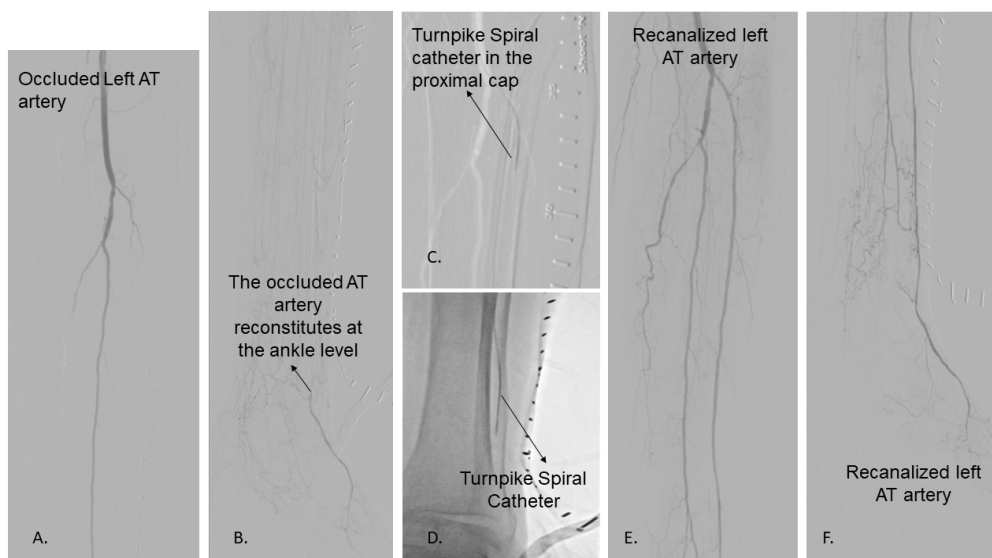 Occluded Left AT
artery
A.
The occluded AT
artery
reconstitutes at
the ankle level
B.
Turnpike Spiral
catheter in the
proximal cap
C.
Turnpike Spiral
Catheter
D.
Recanalized left
AT artery
E.
Recanalized left
AT artery
F.